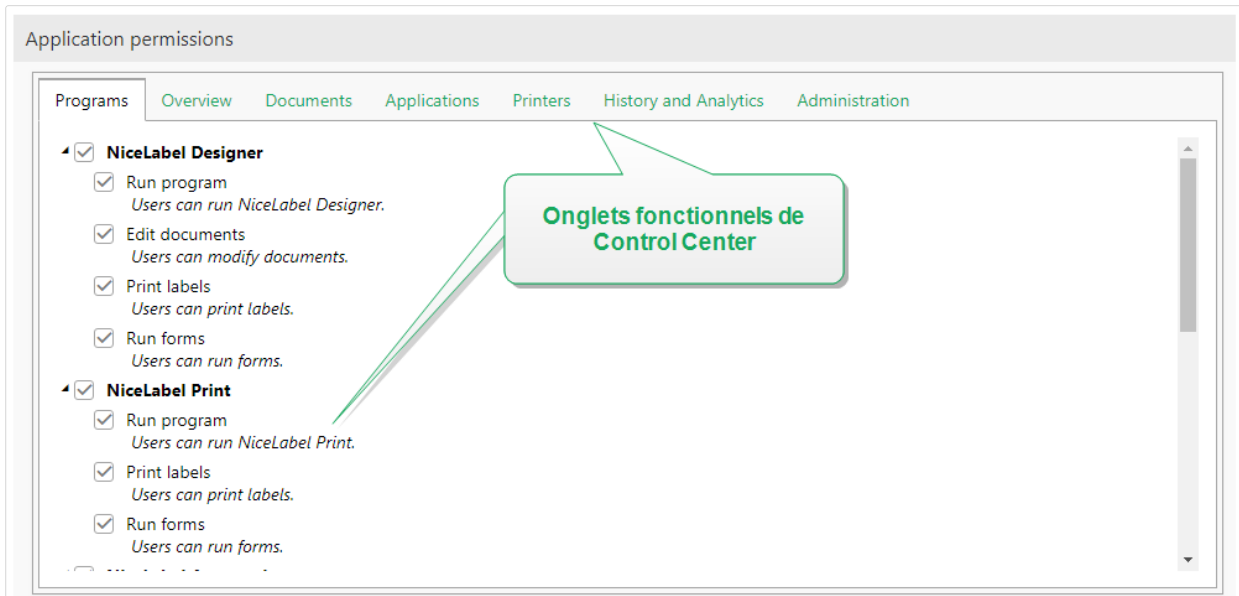 Application permissions
Programs Overview Documents Applications Printers History and Analytics Administration
NiceLabel Designer
Run program
Users can run NiceLabel Designer.
Edit documents
Users can modify documents.
Print labels
Users can print labels.
Run forms
Users can run forms.
Onglets fonctionnels de
Control Center
NiceLabel Print
Run program
Users can run NiceLabel Print.
Print labels
Users can print labels.
Run forms
Users can run forms.